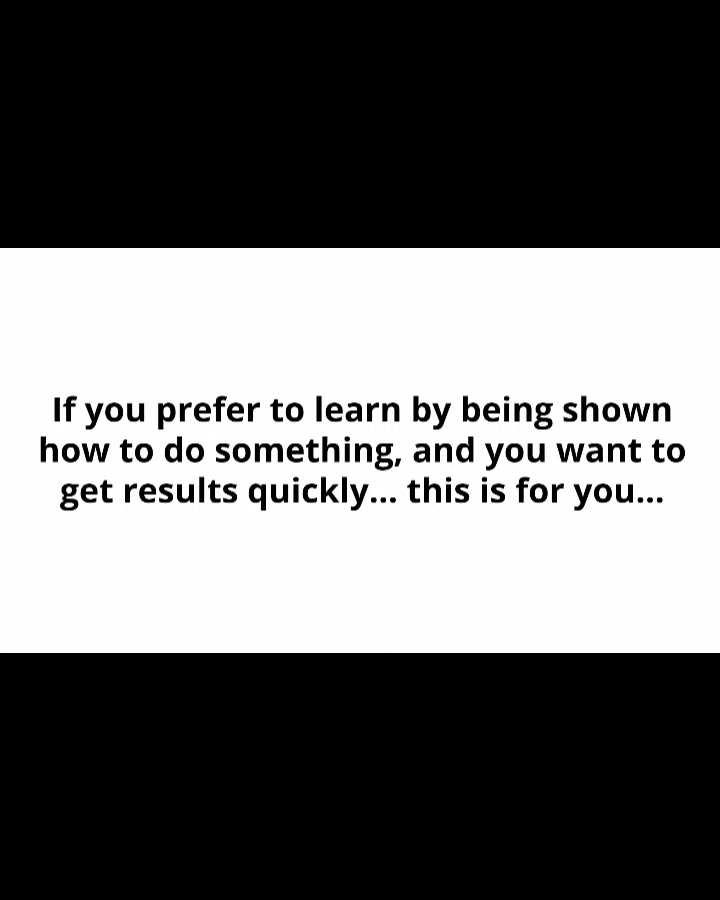 If you prefer to learn by being shown
how to do something, and you want to
get results quickly... this is for you...